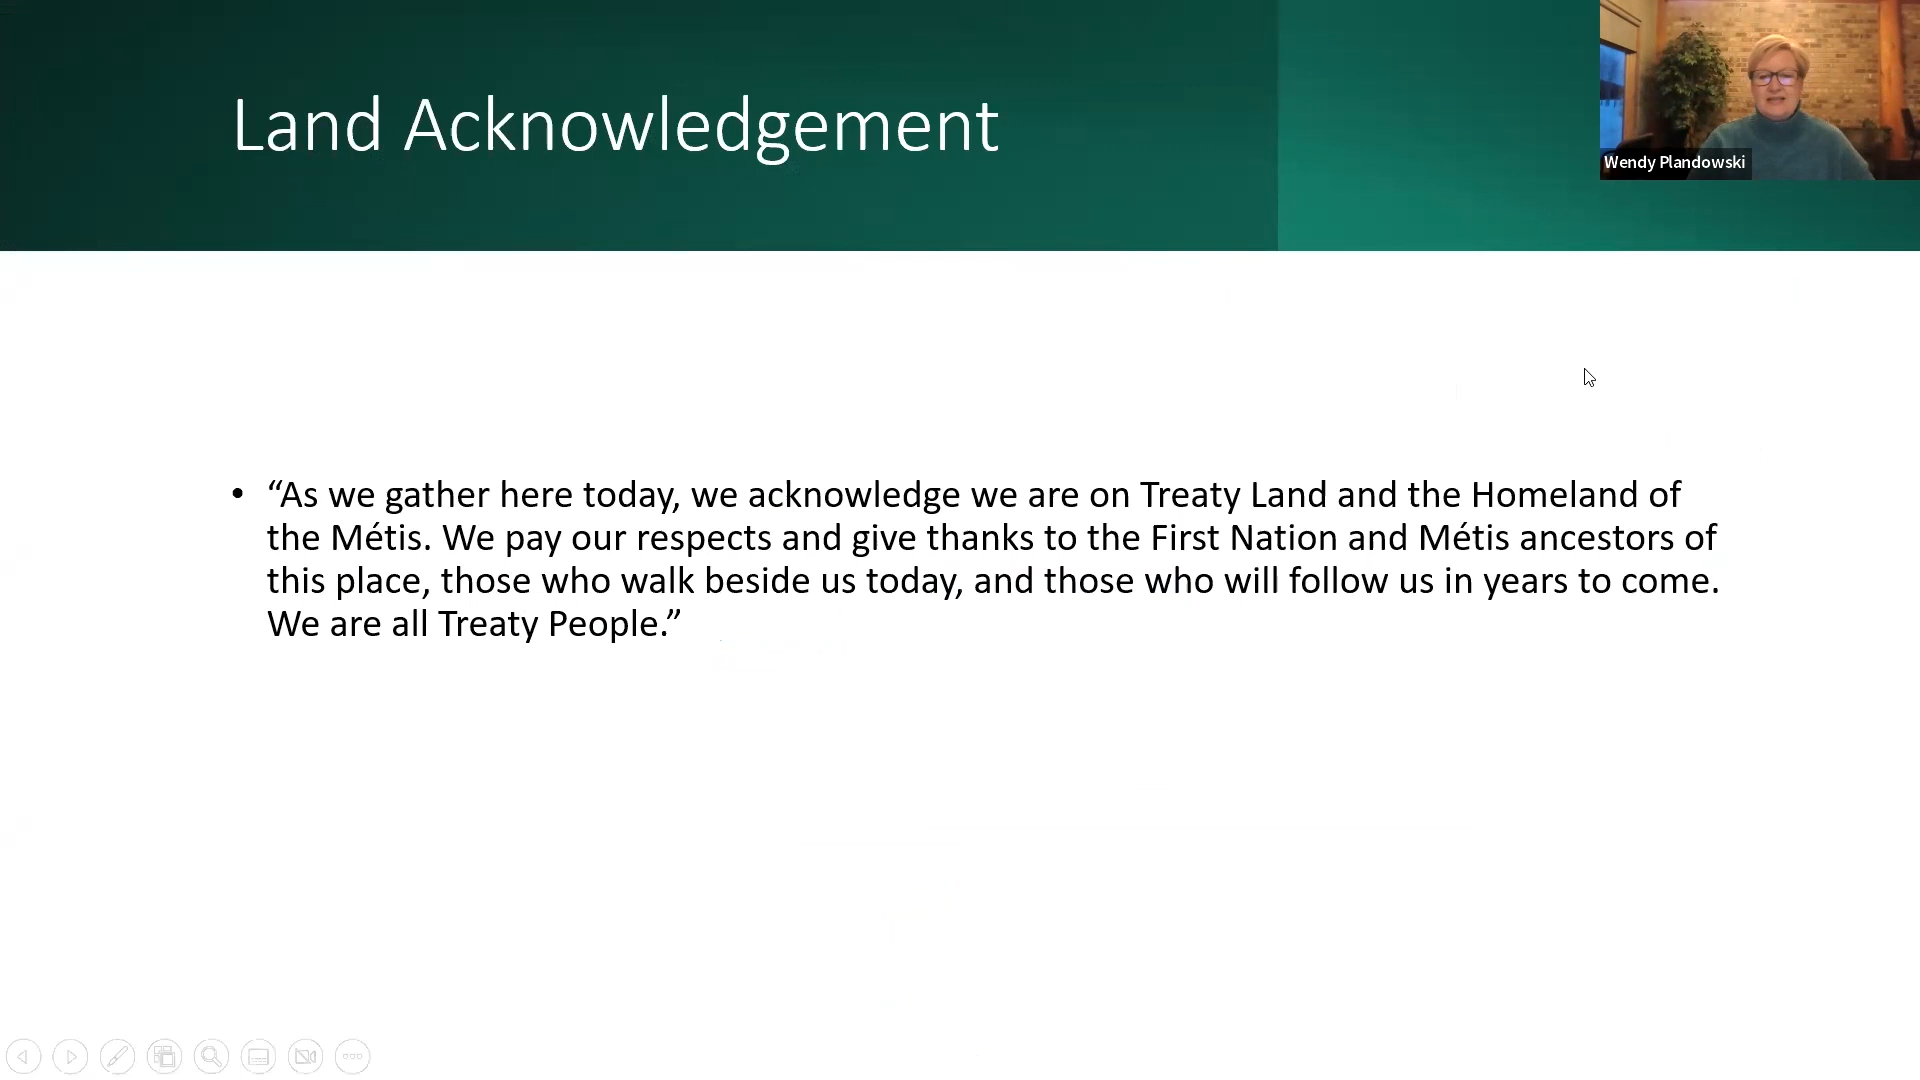 Land Acknowledgement
Wendy Plandowski
• “As we gather here today, we acknowledge we are on Treaty Land and the Homeland of
the Métis. We pay our respects and give thanks to the First Nation and Métis ancestors of
this place, those who walk beside us today, and those who will follow us in years to come.
We are all Treaty People.”